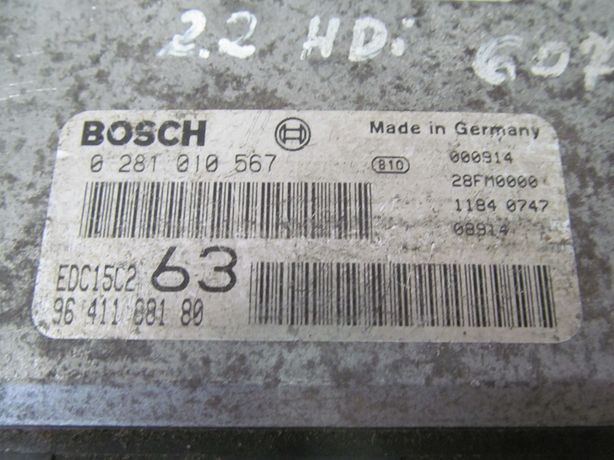 2.2 HDi 607
BOSCH
Made in Germany
0 281 010 567
810
000914
28FM0000
1184 0747
08914
EDC15C2 63
96 411 881 80